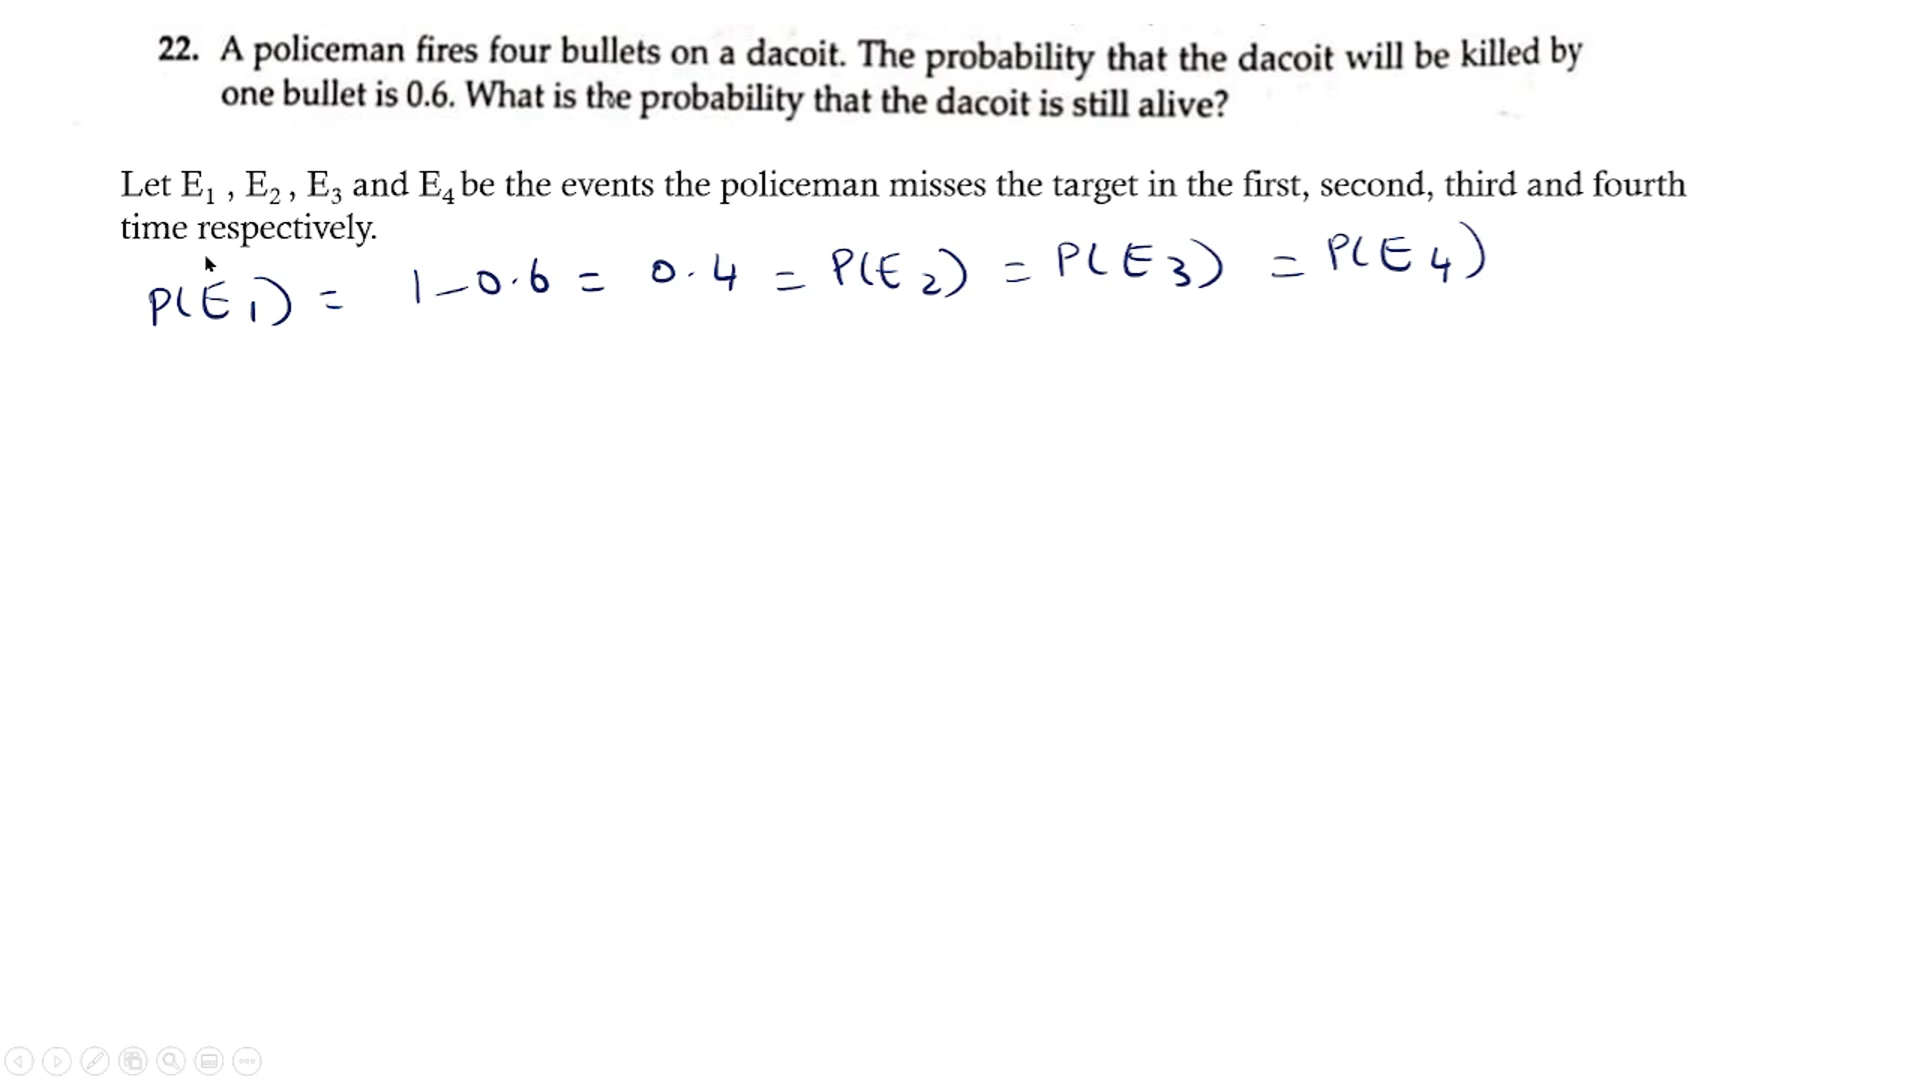 22. A policeman fires four bullets on a dacoit. The probability that the dacoit will be killed by
one bullet is 0.6. What is the probability that the dacoit is still alive?
Let E₁ , E₂ , E₃ and E₄ be the events the policeman misses the target in the first, second, third and fourth
time respectively.
P(E₁) = 1-0.6 = 0.4 = P(E₂) = P(E₃) = P(E₄)